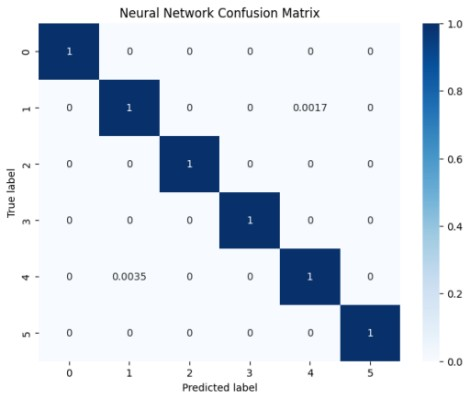 Neural Network Confusion Matrix
True label
0 1 0 0 0 0 0
1 0 1 0 0 0.0017 0
2 0 0 1 0 0 0
3 0 0 0 1 0 0
4 0 0.0035 0 0 1 0
5 0 0 0 0 0 1
0 1 2 3 4 5
Predicted label
1.0
0.8
0.6
0.4
0.2
0.0